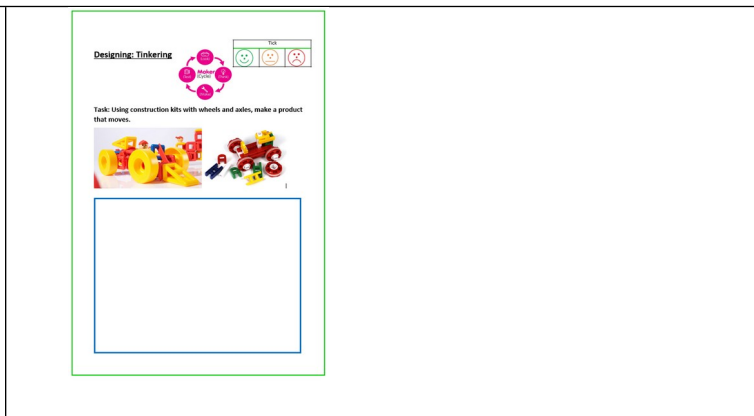 Tick
Designing: Tinkering
Maker
{Cycle}
Task: Using construction kits with wheels and axles, make a product
that moves.